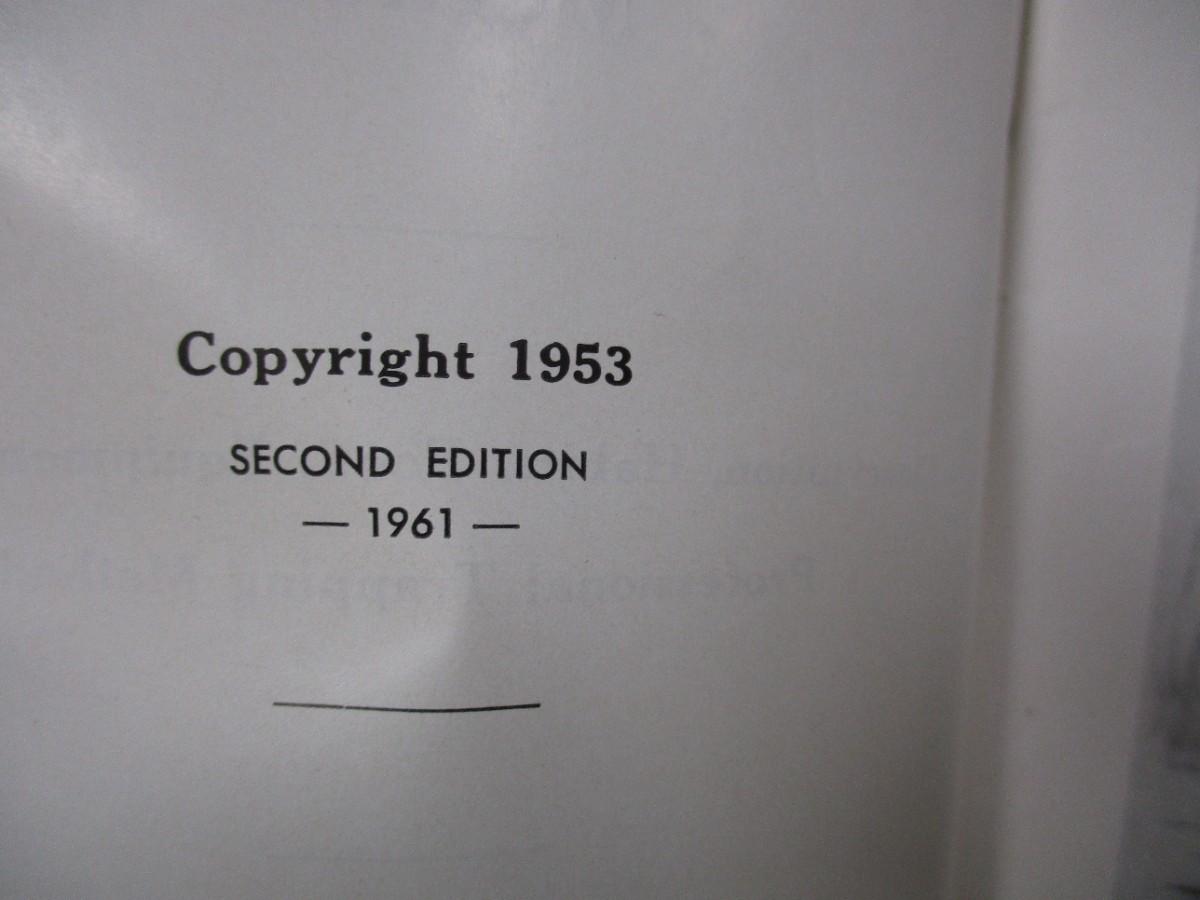 Copyright 1953
SECOND EDITION
— 1961 —